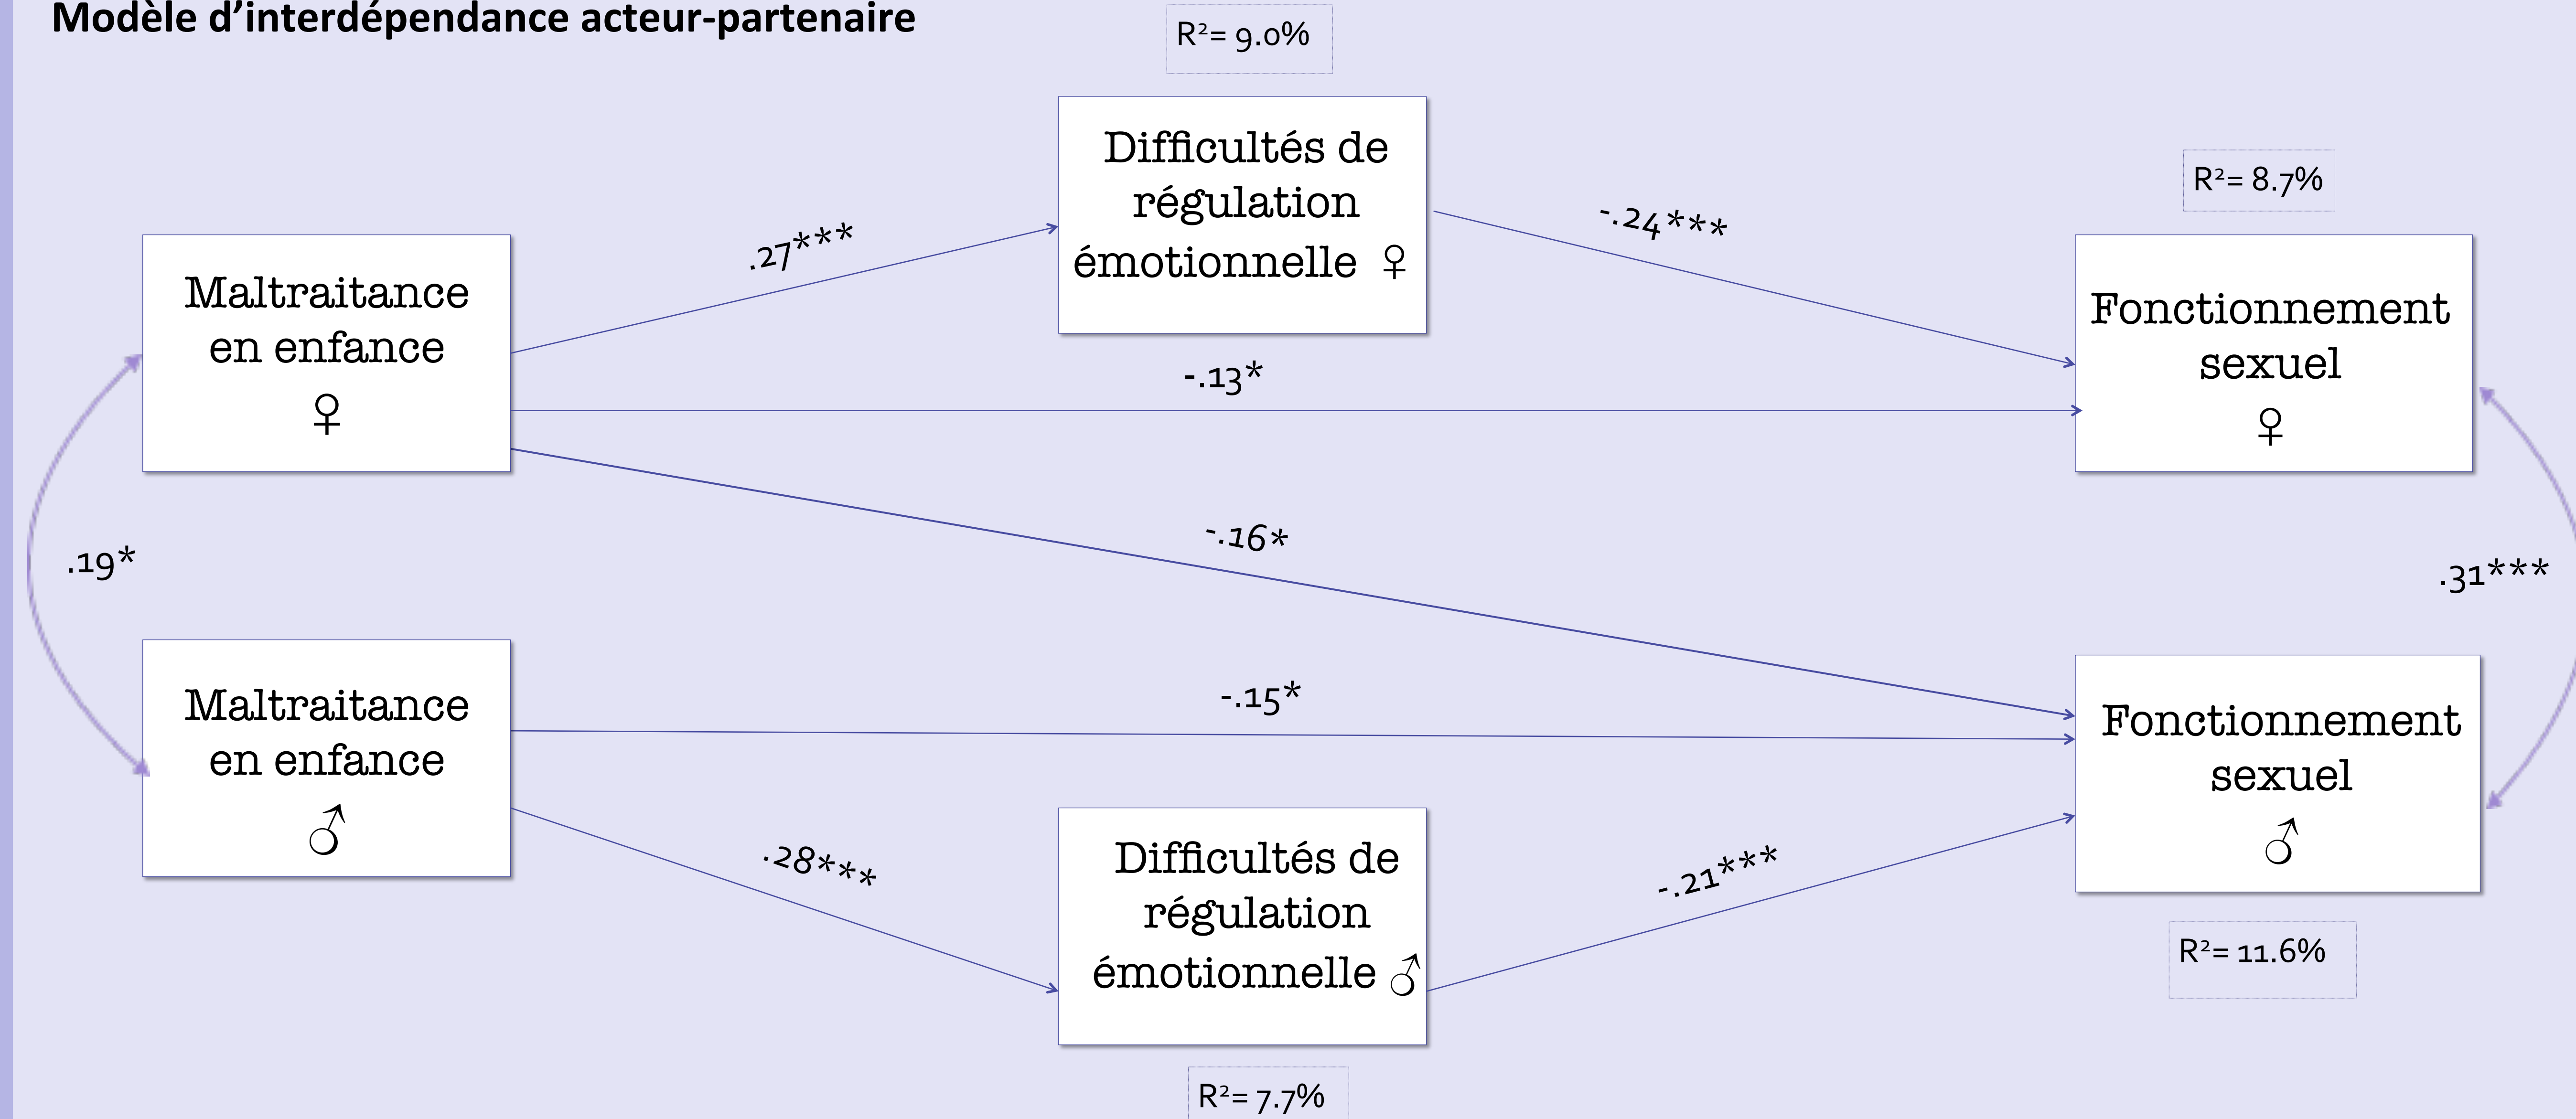 Modèle d’interdépendance acteur-partenaire
R²= 9.0%
Difficultés de
régulation
émotionnelle ♀
R²= 8.7%
.27***
-.24***
Maltraitance
en enfance
♀
Fonctionnement
sexuel
♀
-.13*
-.16*
.19*
.31***
Maltraitance
en enfance
♂
-.15*
Fonctionnement
sexuel
♂
.28***
-.21***
Difficultés de
régulation
émotionnelle ♂
R²= 11.6%
R²= 7.7%